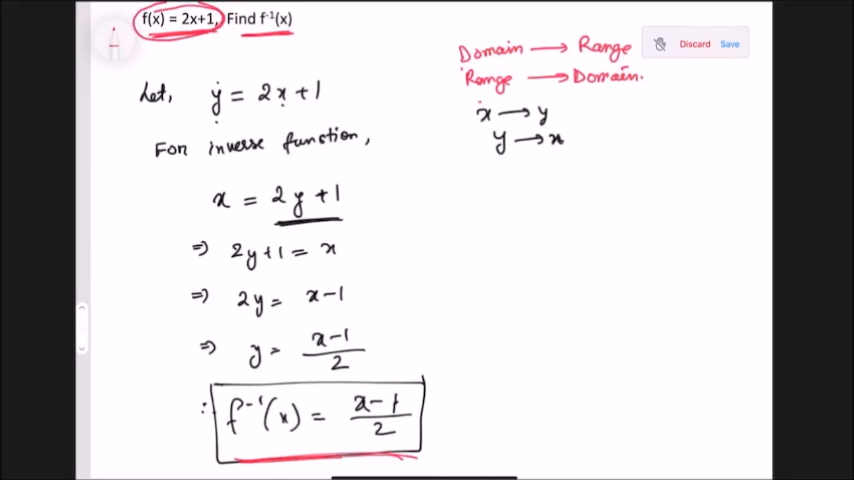 f(x) = 2x+1, Find f⁻¹(x)
Discard Save
Domain → Range
Range → Domain.
x → y
y → x
Let, y = 2x+1
For inverse function,
x = 2y+1
⇒ 2y+1 = x
⇒ 2y = x-1
⇒ y = x-1/2
∴ f⁻¹(x) = x-1/2